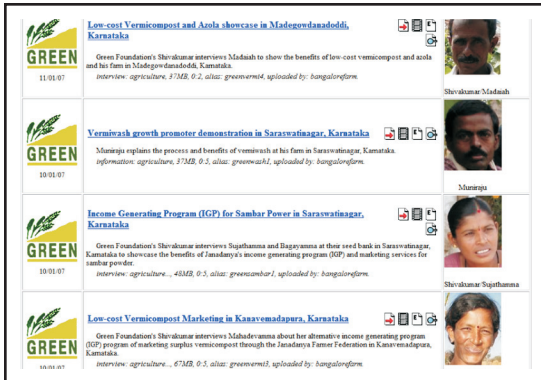 Low-cost Vermicompost and Azola showcase in Madegowdanadoddi,
Karnataka
Green Foundation's Shivakumar interviews Madaiah to show the benefits of low-cost vermicompost and azola
and his farm in Madegowdanadoddi, Karnataka.
interview: agriculture, 37MB, 0:2, alias: greenvermi4, uploaded by: bangalorefarm.
GREEN
11/01/07
Shivakumar/Madaiah
Vermiwash growth promoter demonstration in Saraswatinagar, Karnataka
Muniraju explains the process and benefits of vermiwash at his farm in Saraswatinagar, Karnataka.
information: agriculture, 37MB, 0:5, alias: greenwash1, uploaded by: bangalorefarm.
GREEN
10/01/07
Muniraju
Income Generating Program (IGP) for Sambar Power in Saraswatinagar,
Karnataka
Green Foundation's Shivakumar interviews Sujathamma and Bagayamma at their seed bank in Saraswatinagar,
Karnataka to showcase the benefits of Janadanya's income generating program (IGP) and marketing services for
sambar powder.
interview: agriculture..., 48MB, 0:5, alias: greensambar1, uploaded by: bangalorefarm.
GREEN
10/01/07
Shivakumar/Sujathamma
Low-cost Vermicompost Marketing in Kanavemadapura, Karnataka
Green Foundation's Shivakumar interviews Mahadevamma about her alternative income generating program
(IGP) program of marketing surplus vermicompost through the Janadanya Farmer Federation in Kanavemadapura,
Karnataka.
interview: agriculture..., 67MB, 0:5, alias: greenvermi3, uploaded by: bangalorefarm.
GREEN
10/01/07